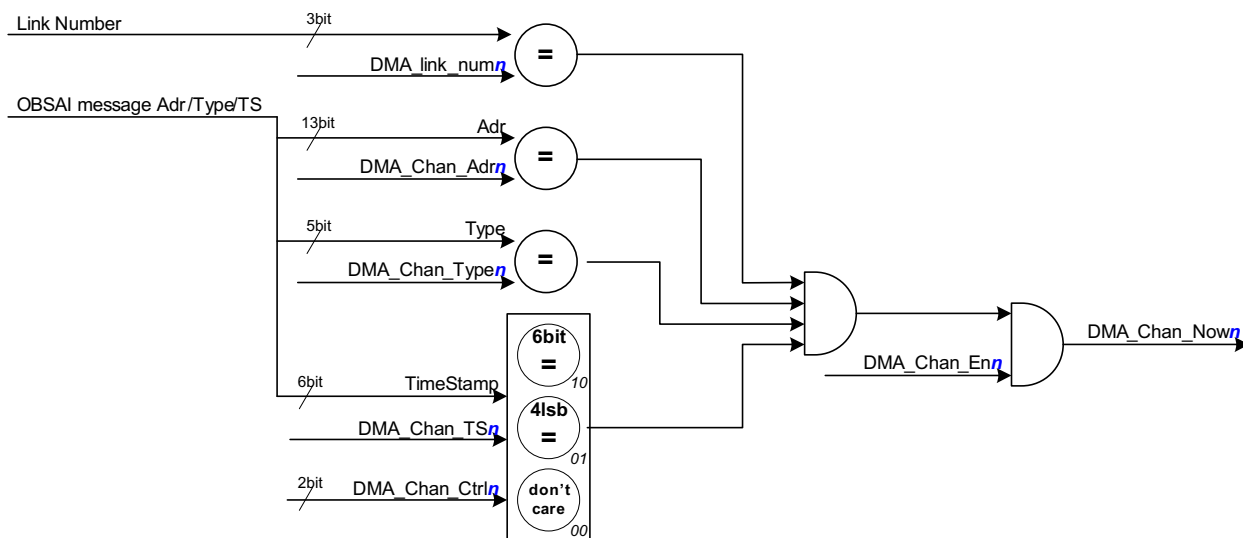 Link Number
3bit
=
DMA_link_numn
OBSAI message Adr/Type/TS
13bit
Adr
=
DMA_Chan_Adrn
5bit
Type
=
DMA_Chan_Typen
6bit
=
10
DMA_Chan_Nown
DMA_Chan_Enn
6bit
TimeStamp
4lsb
=
01
DMA_Chan_TSn
2bit
DMA_Chan_Ctrln
don't
care
00